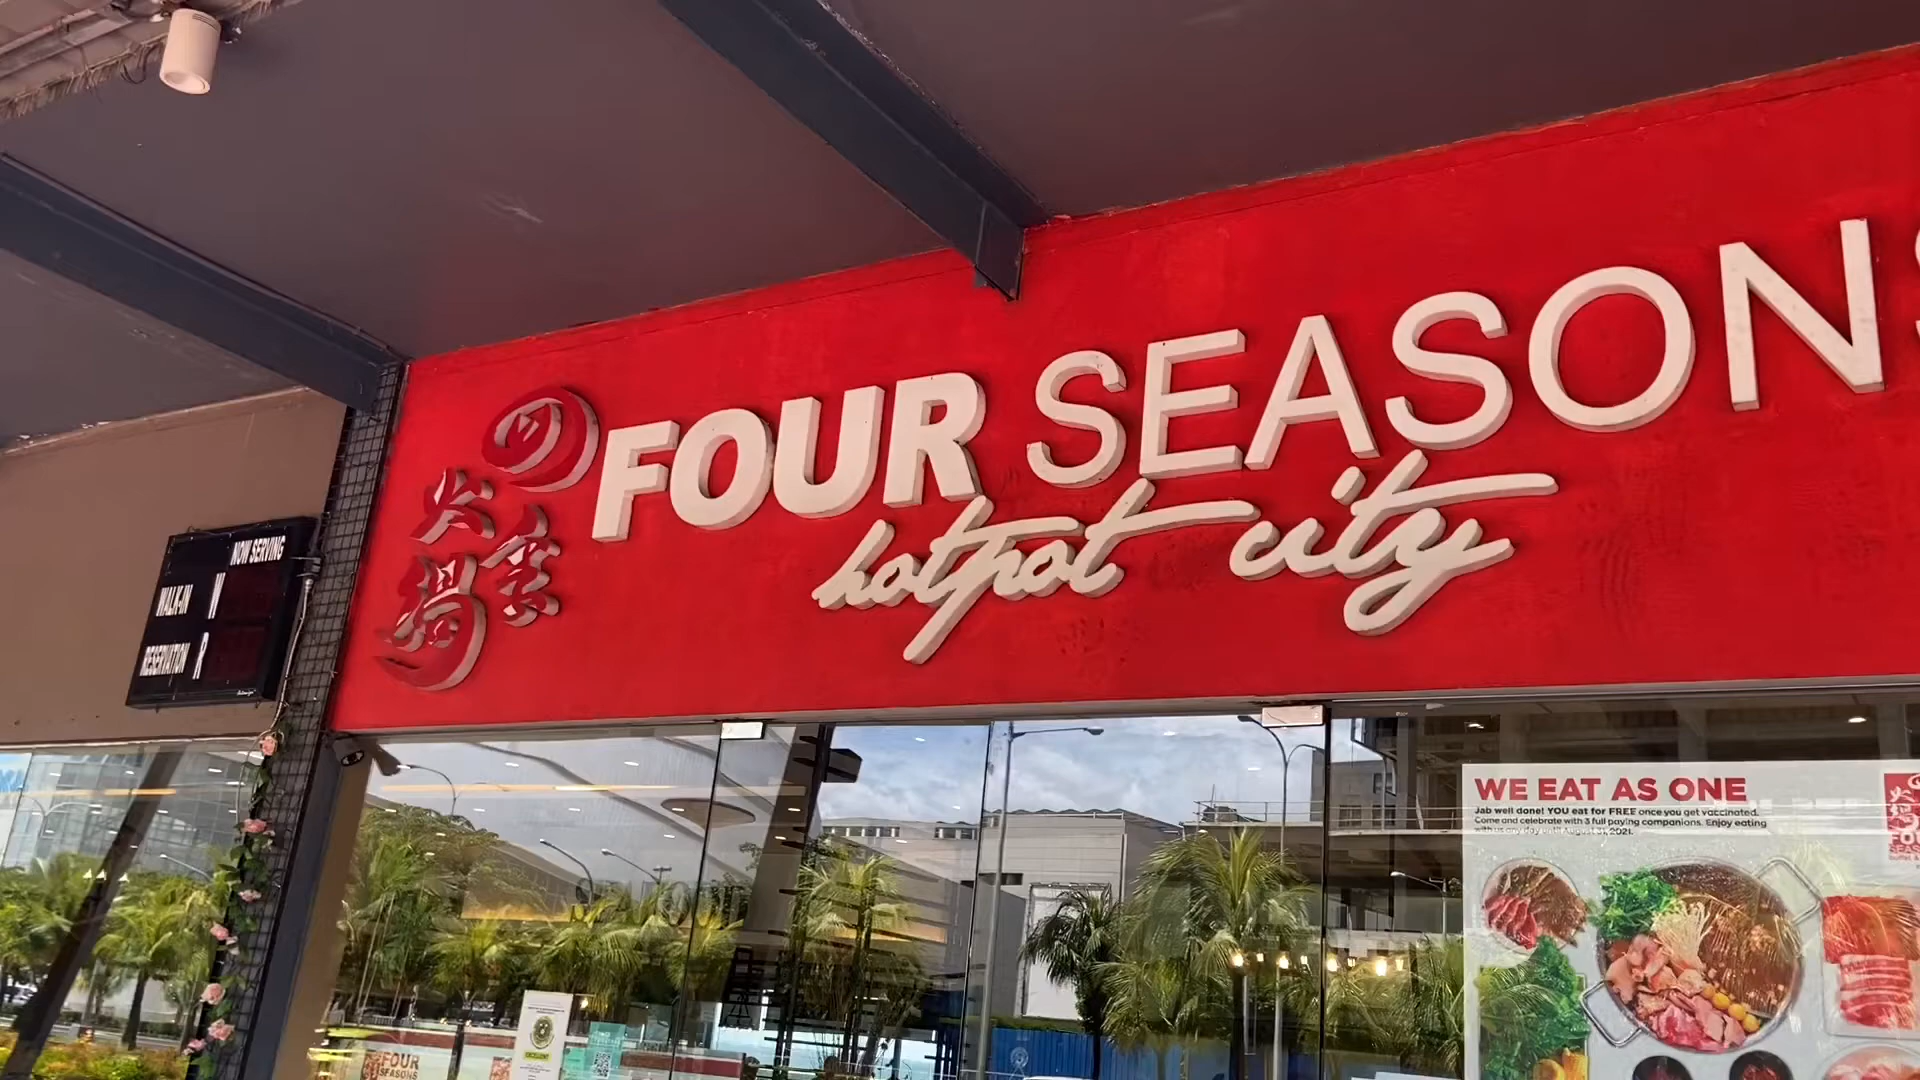 四季
火锅
FOUR SEASONS
hotpot city
NOW SERVING
WALK-IN W
RESERVATION R
WE EAT AS ONE
Jab well done! YOU eat for FREE once you get vaccinated.
Come and celebrate with 3 full paying companions. Enjoy eating
with us any day until August 31, 2021.
FOUR
SEASONS
EXCELLENT